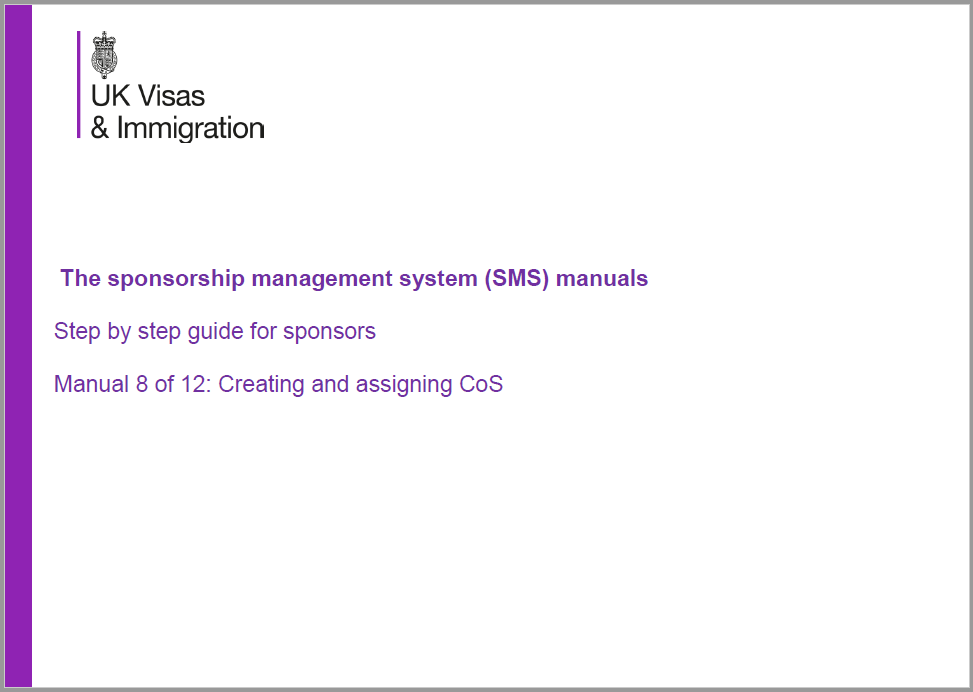 UK Visas
& Immigration
The sponsorship management system (SMS) manuals
Step by step guide for sponsors
Manual 8 of 12: Creating and assigning CoS